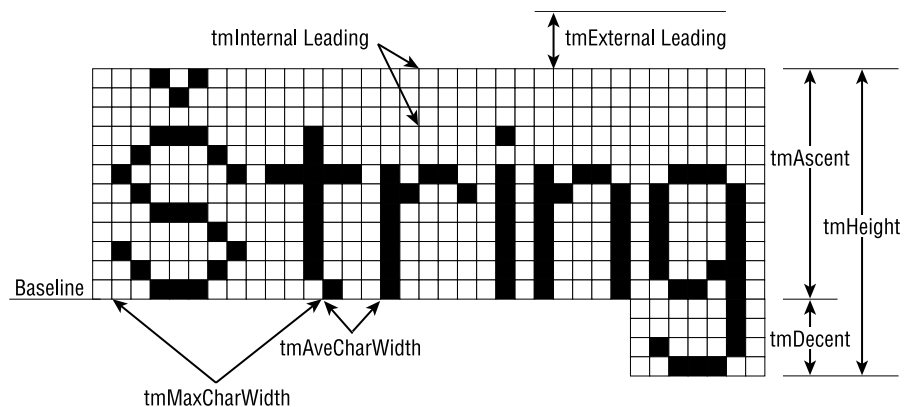 tmInternal Leading
tmExternal Leading
tmAscent
Štring
tmHeight
Baseline
tmDecent
tmAveCharWidth
tmMaxCharWidth